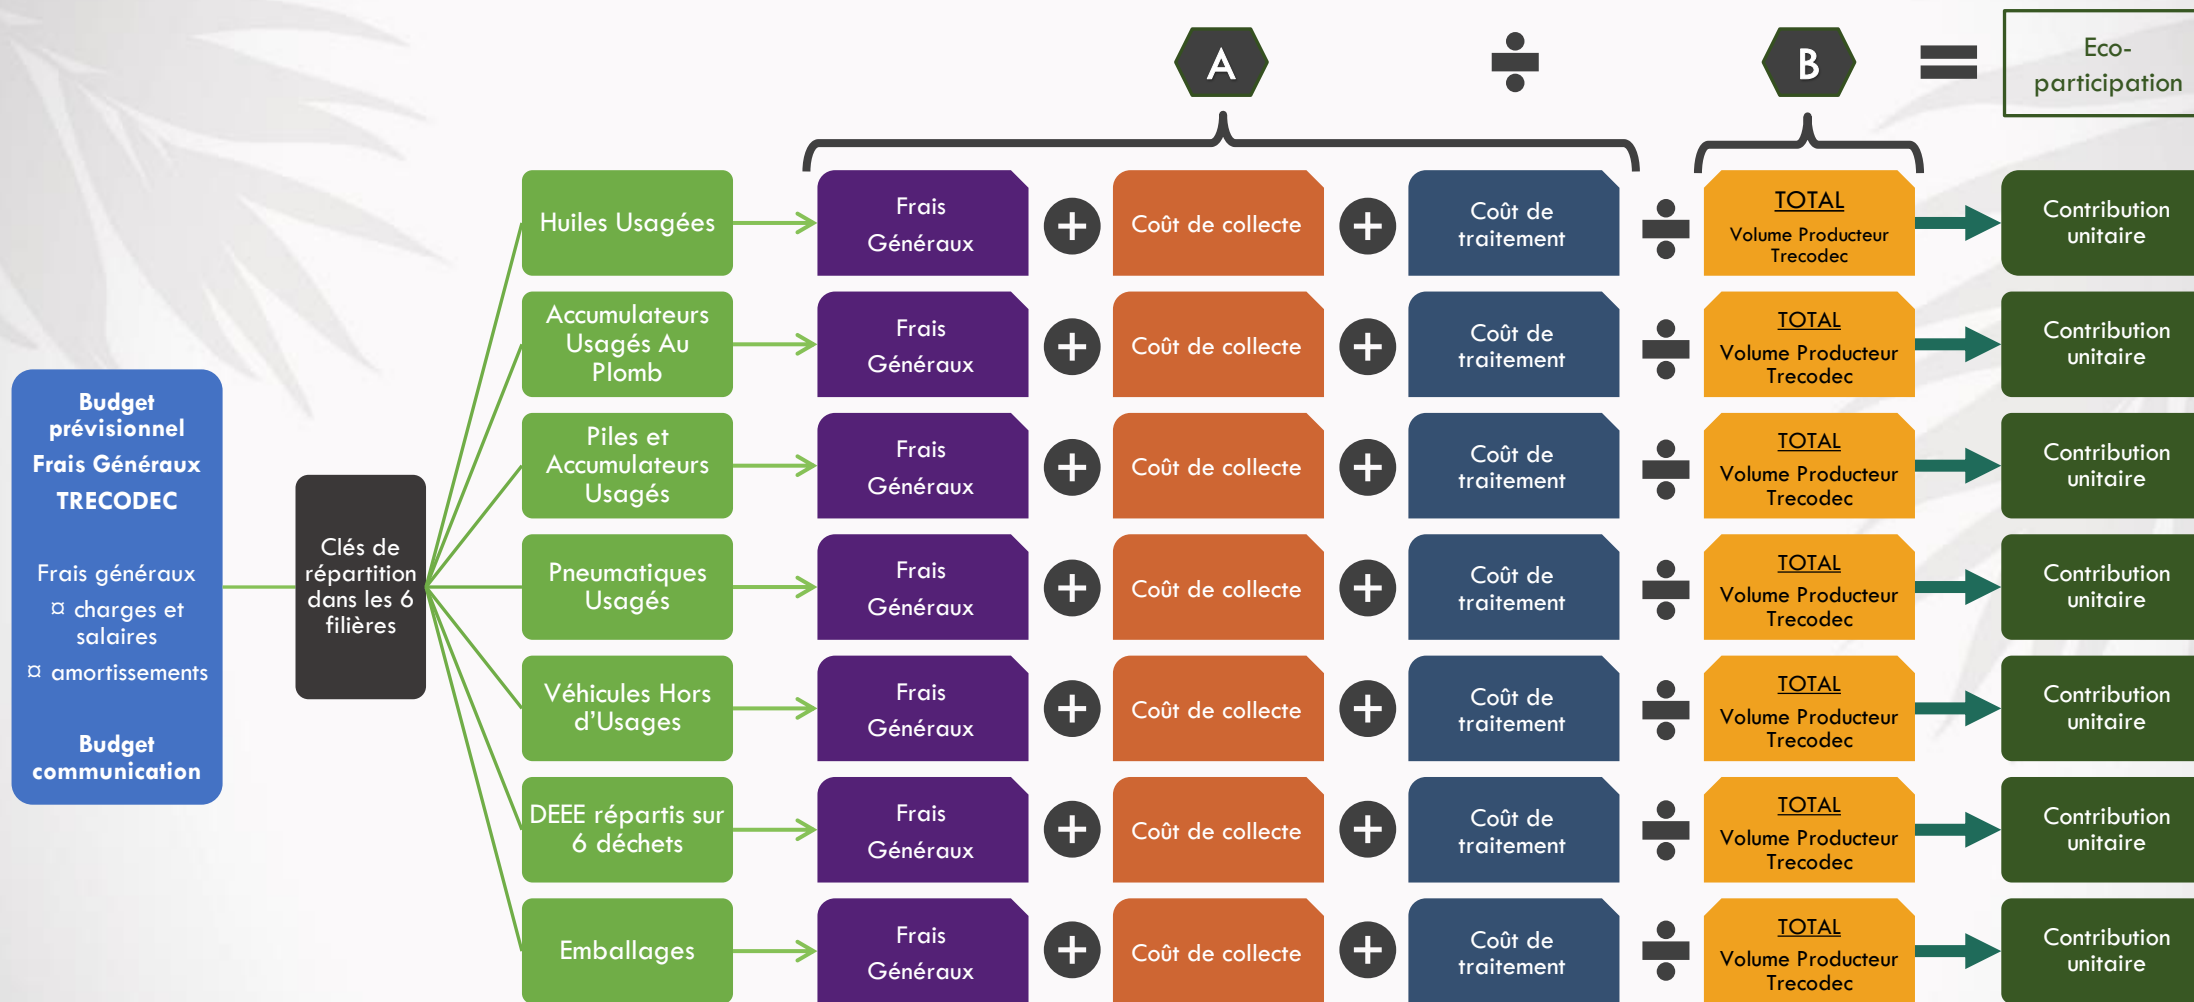 A
÷
B
=
Eco-
participation
Budget
prévisionnel
Frais Généraux
TRECODEC
Frais généraux
¤ charges et
salaires
¤ amortissements
Budget
communication
Clés de
répartition
dans les 6
filières
Huiles Usagées
Frais
Généraux
+
Coût de collecte
+
Coût de
traitement
÷
TOTAL
Volume Producteur
Trecodec
Contribution
unitaire
Accumulateurs
Usagés Au
Plomb
Frais
Généraux
+
Coût de collecte
+
Coût de
traitement
÷
TOTAL
Volume Producteur
Trecodec
Contribution
unitaire
Piles et
Accumulateurs
Usagés
Frais
Généraux
+
Coût de collecte
+
Coût de
traitement
÷
TOTAL
Volume Producteur
Trecodec
Contribution
unitaire
Pneumatiques
Usagés
Frais
Généraux
+
Coût de collecte
+
Coût de
traitement
÷
TOTAL
Volume Producteur
Trecodec
Contribution
unitaire
Véhicules Hors
d’Usages
Frais
Généraux
+
Coût de collecte
+
Coût de
traitement
÷
TOTAL
Volume Producteur
Trecodec
Contribution
unitaire
DEEE répartis sur
6 déchets
Frais
Généraux
+
Coût de collecte
+
Coût de
traitement
÷
TOTAL
Volume Producteur
Trecodec
Contribution
unitaire
Emballages
Frais
Généraux
+
Coût de collecte
+
Coût de
traitement
÷
TOTAL
Volume Producteur
Trecodec
Contribution
unitaire